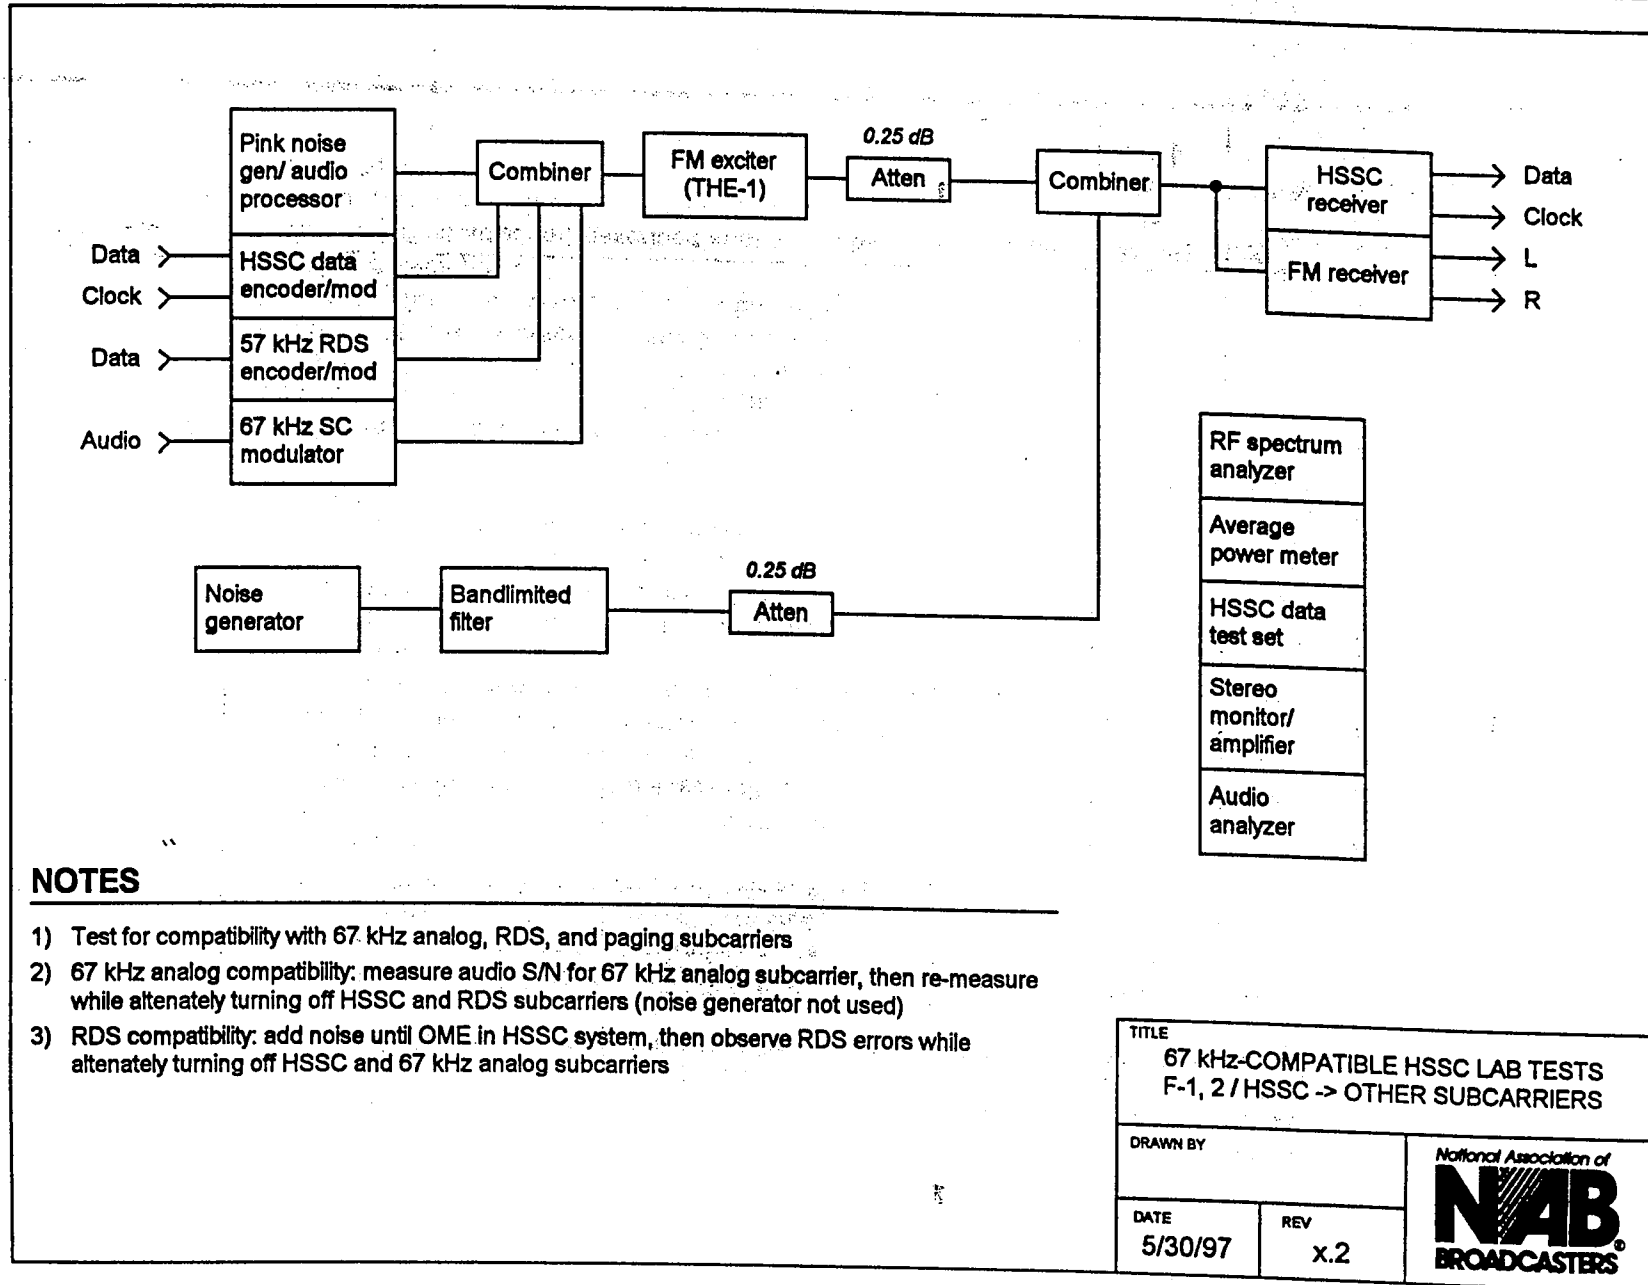 Pink noise
gen/ audio
processor
Combiner
FM exciter
(THE-1)
0.25 dB
Atten
Combiner
HSSC
receiver
Data
Clock
FM receiver
L
R
Data
Clock
HSSC data
encoder/mod
Data
57 kHz RDS
encoder/mod
Audio
67 kHz SC
modulator
Noise
generator
Bandlimited
filter
0.25 dB
Atten
RF spectrum
analyzer
Average
power meter
HSSC data
test set
Stereo
monitor/
amplifier
Audio
analyzer
NOTES
1) Test for compatibility with 67 kHz analog, RDS, and paging subcarriers
2) 67 kHz analog compatibility: measure audio S/N for 67 kHz analog subcarrier, then re-measure
while altenately turning off HSSC and RDS subcarriers (noise generator not used)
3) RDS compatibility: add noise until OME in HSSC system, then observe RDS errors while
altenately turning off HSSC and 67 kHz analog subcarriers
TITLE
67 kHz-COMPATIBLE HSSC LAB TESTS
F-1, 2 / HSSC -> OTHER SUBCARRIERS
DRAWN BY
DATE
5/30/97
REV
x.2
National Association of
NAB
BROADCASTERS®